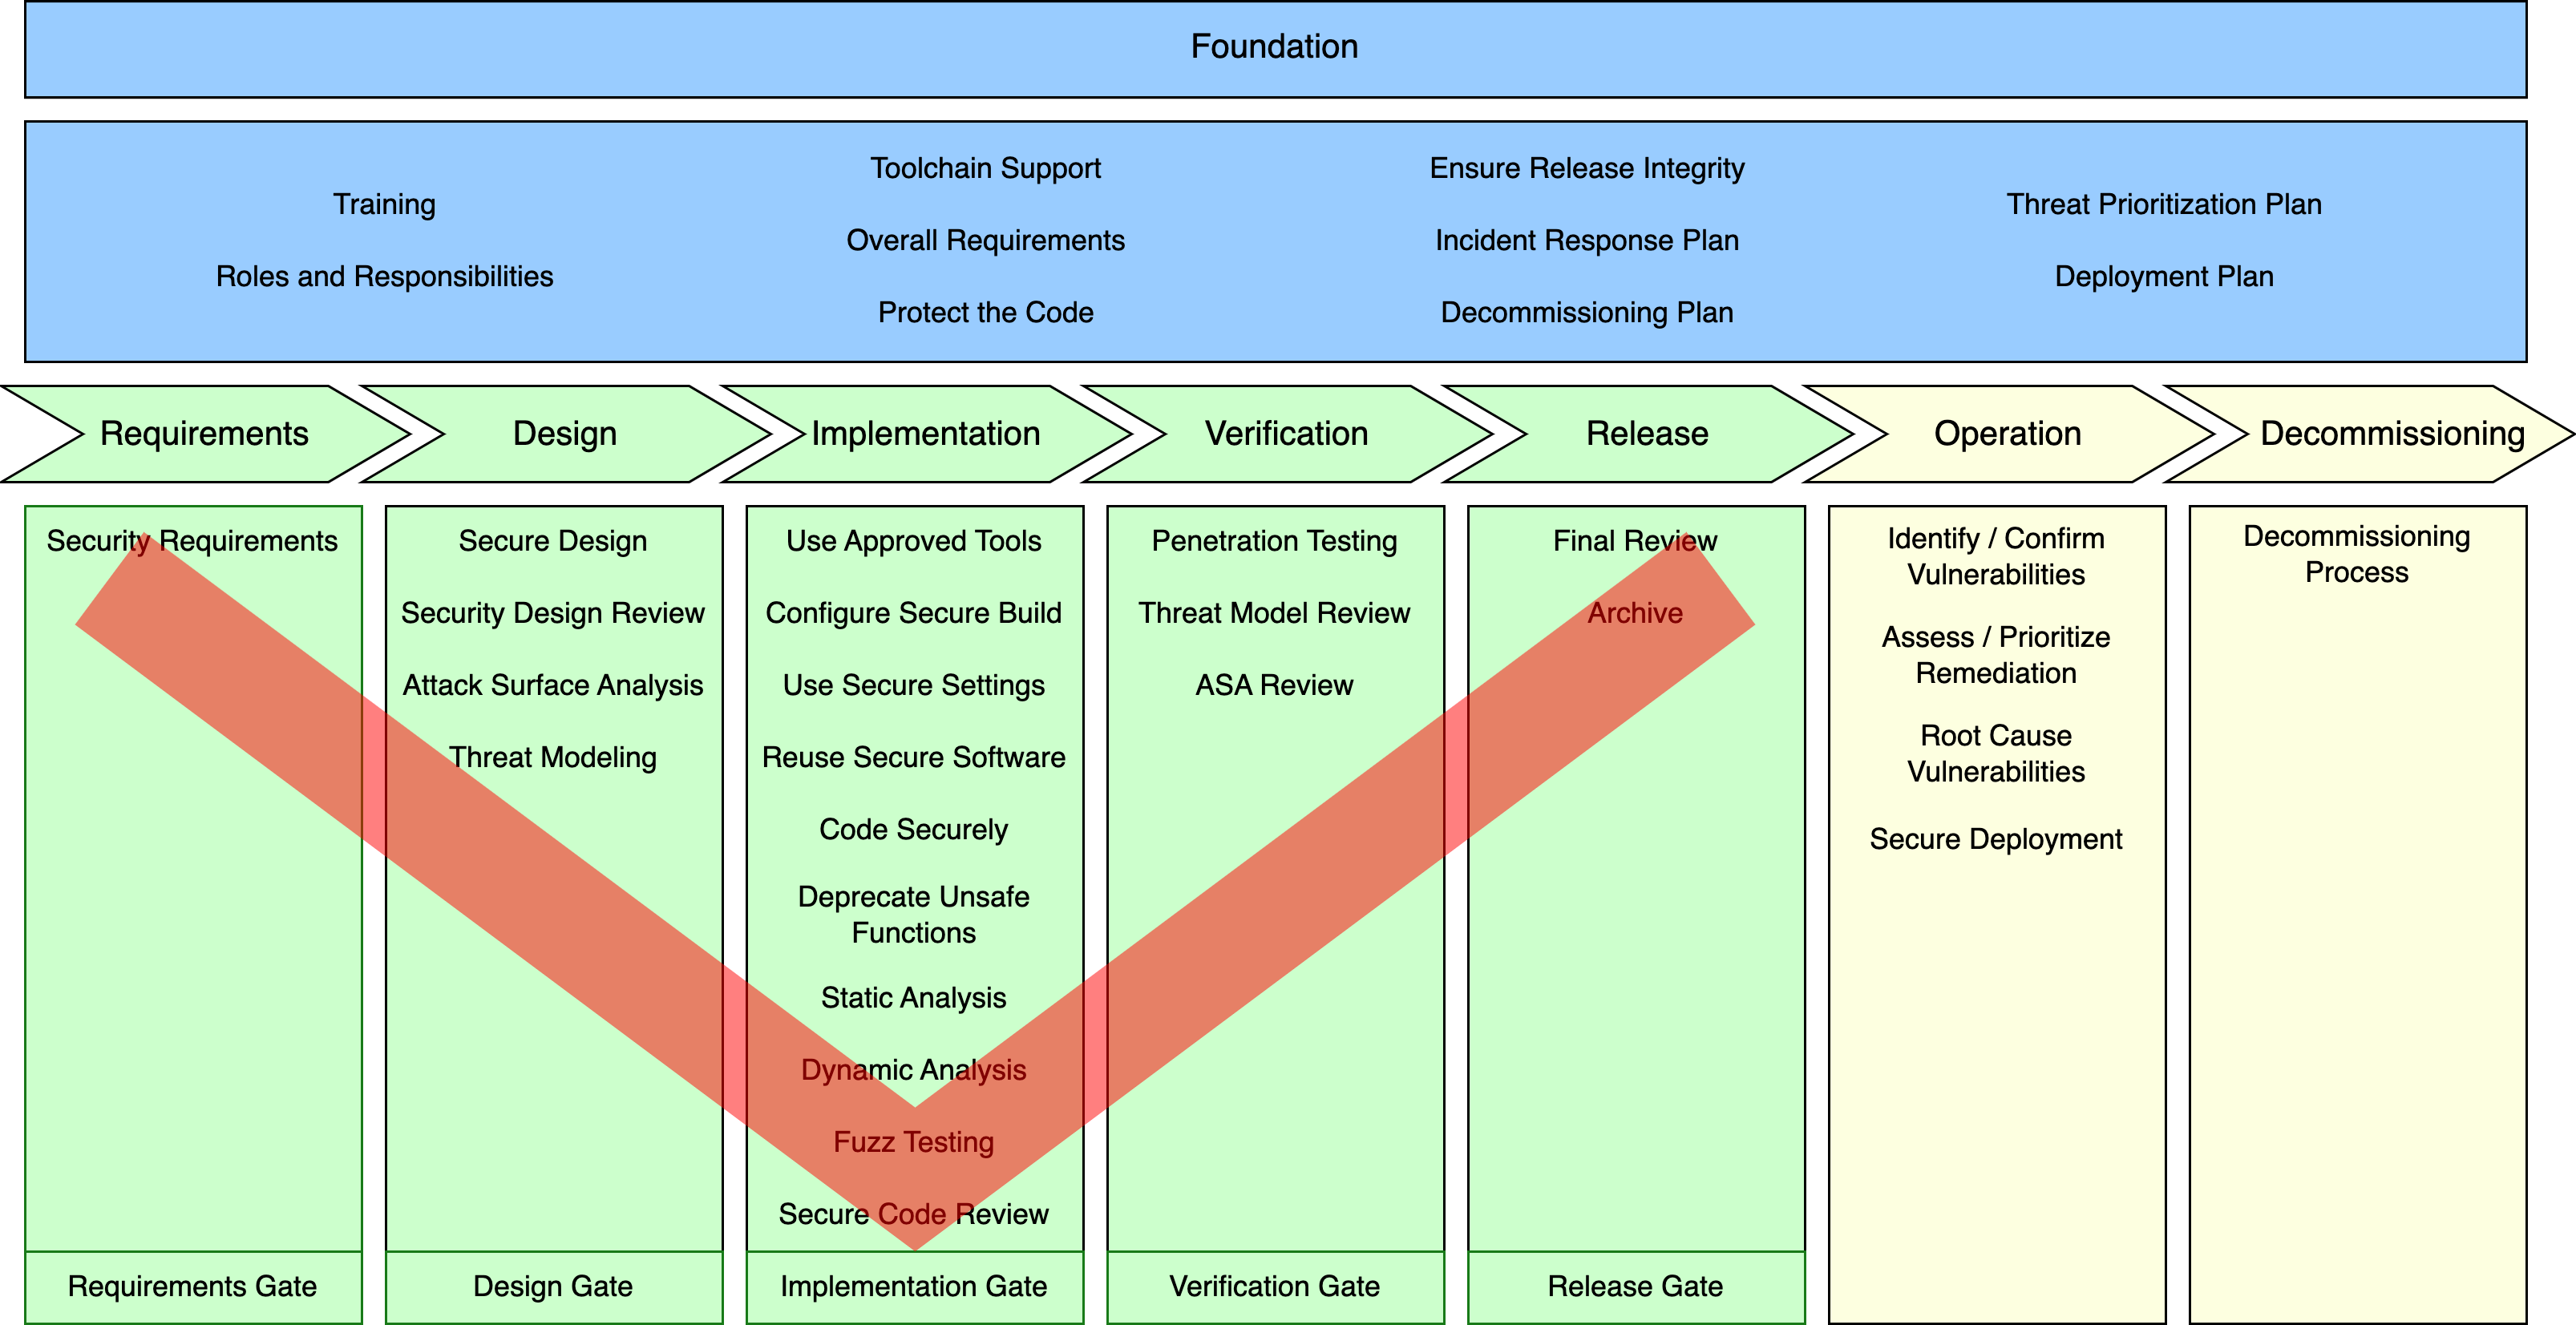 Foundation
Training
Roles and Responsibilities
Toolchain Support
Overall Requirements
Protect the Code
Ensure Release Integrity
Incident Response Plan
Decommissioning Plan
Threat Prioritization Plan
Deployment Plan
Requirements
Design
Implementation
Verification
Release
Operation
Decommissioning
Security Requirements
Requirements Gate
Secure Design
Security Design Review
Attack Surface Analysis
Threat Modeling
Design Gate
Use Approved Tools
Configure Secure Build
Use Secure Settings
Reuse Secure Software
Code Securely
Deprecate Unsafe
Functions
Static Analysis
Dynamic Analysis
Fuzz Testing
Secure Code Review
Implementation Gate
Penetration Testing
Threat Model Review
ASA Review
Verification Gate
Final Review
Archive
Release Gate
Identify / Confirm
Vulnerabilities
Assess / Prioritize
Remediation
Root Cause
Vulnerabilities
Secure Deployment
Decommissioning
Process